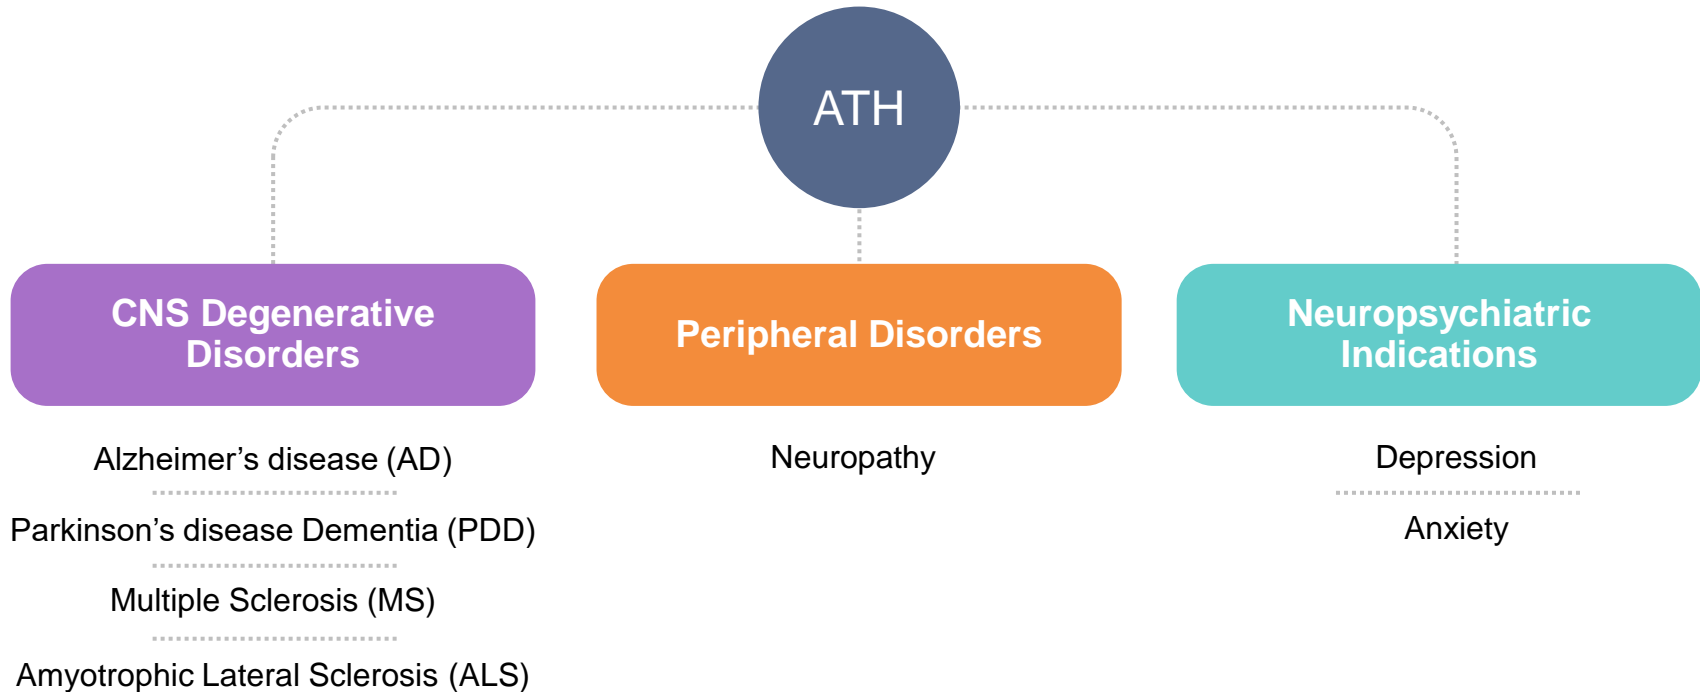 ATH
CNS Degenerative
Disorders
Alzheimer’s disease (AD)
Parkinson’s disease Dementia (PDD)
Multiple Sclerosis (MS)
Amyotrophic Lateral Sclerosis (ALS)
Peripheral Disorders
Neuropathy
Neuropsychiatric
Indications
Depression
Anxiety